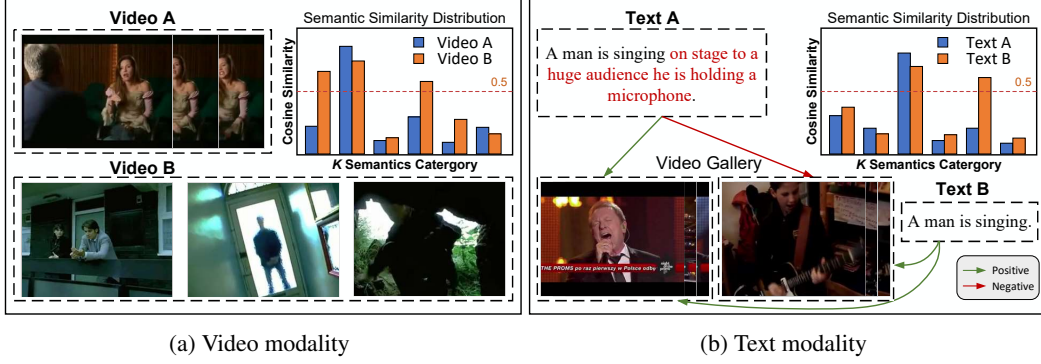 Video A
Semantic Similarity Distribution
Cosine Similarity
Video A
Video B
0.5
K Semantics Catergory
Video B
(a) Video modality
Text A
A man is singing on stage to a
huge audience he is holding a
microphone.
Semantic Similarity Distribution
Cosine Similarity
Text A
Text B
0.5
K Semantics Catergory
Video Gallery
THE PROMS po raz pierwszy w Polsce odby
Text B
A man is singing.
Positive
Negative
(b) Text modality